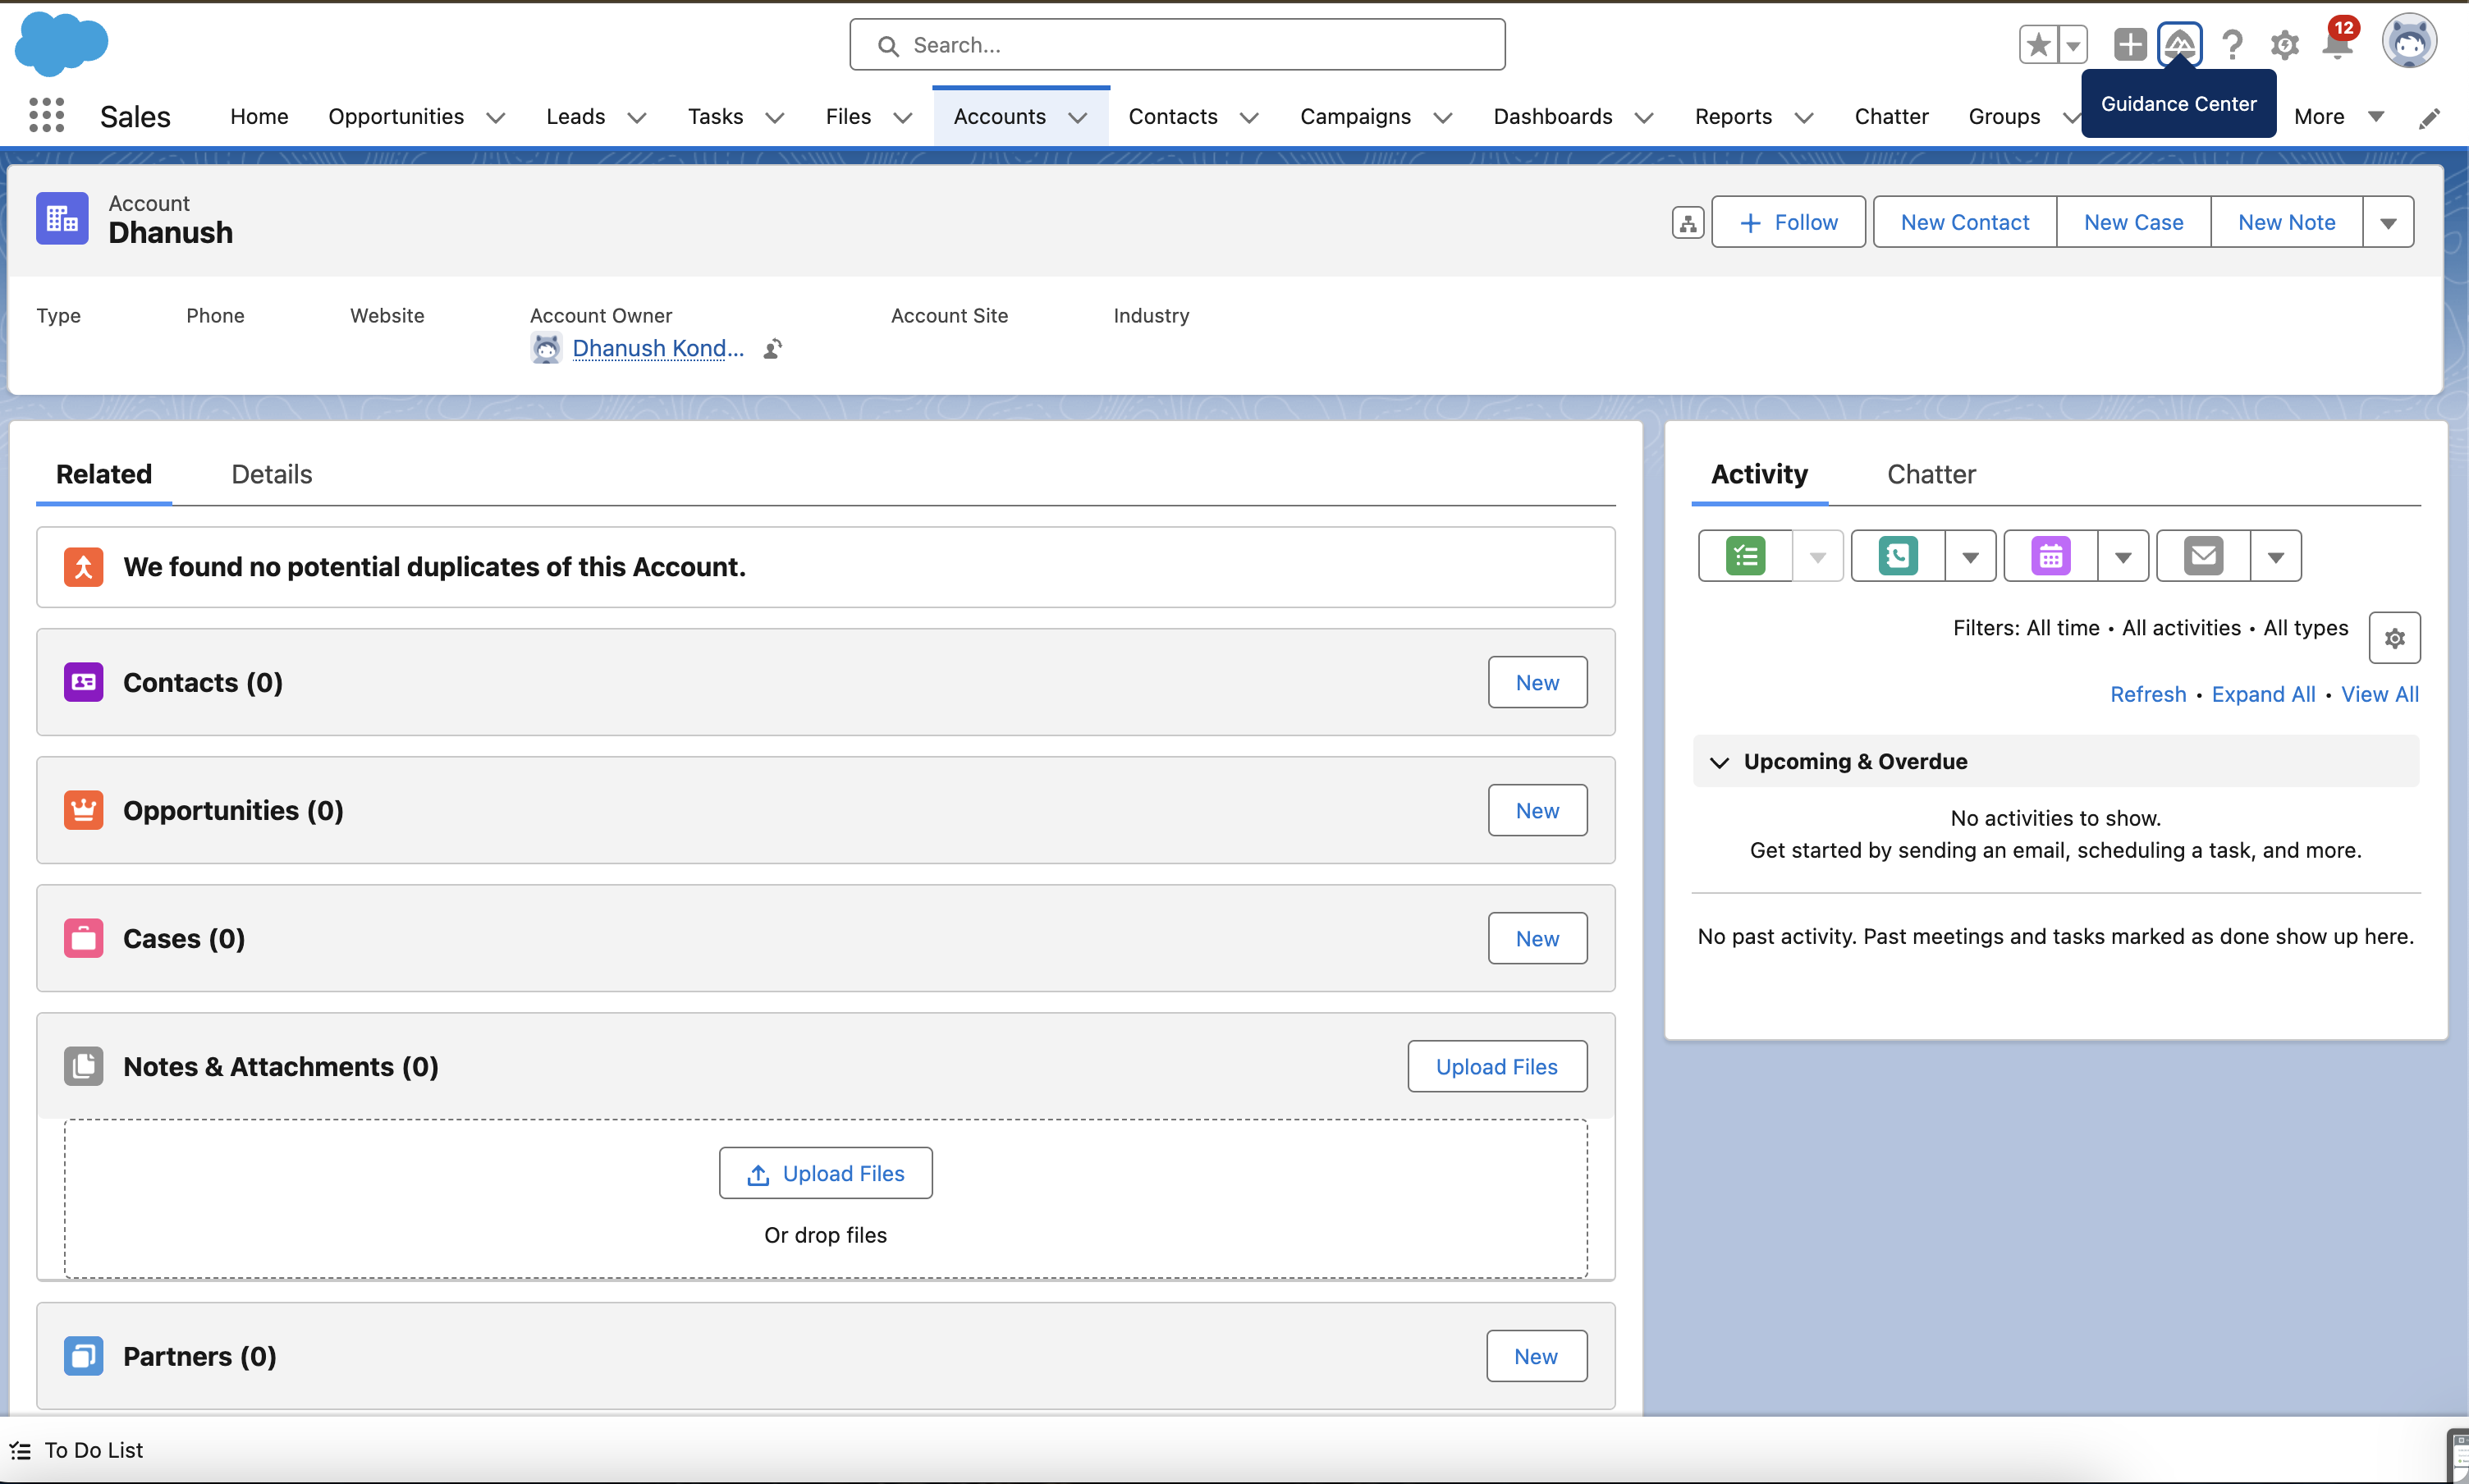 Search...
12
Guidance Center
Sales
Home
Opportunities
Leads
Tasks
Files
Accounts
Contacts
Campaigns
Dashboards
Reports
Chatter
Groups
More
Account
Dhanush
Follow
New Contact
New Case
New Note
Type
Phone
Website
Account Owner
Account Site
Industry
Dhanush Kond...
Related
Details
We found no potential duplicates of this Account.
Contacts (0)
New
Opportunities (0)
New
Cases (0)
New
Notes & Attachments (0)
Upload Files
Upload Files
Or drop files
Partners (0)
New
Activity
Chatter
Filters: All time • All activities • All types
Refresh • Expand All • View All
Upcoming & Overdue
No activities to show.
Get started by sending an email, scheduling a task, and more.
No past activity. Past meetings and tasks marked as done show up here.
To Do List